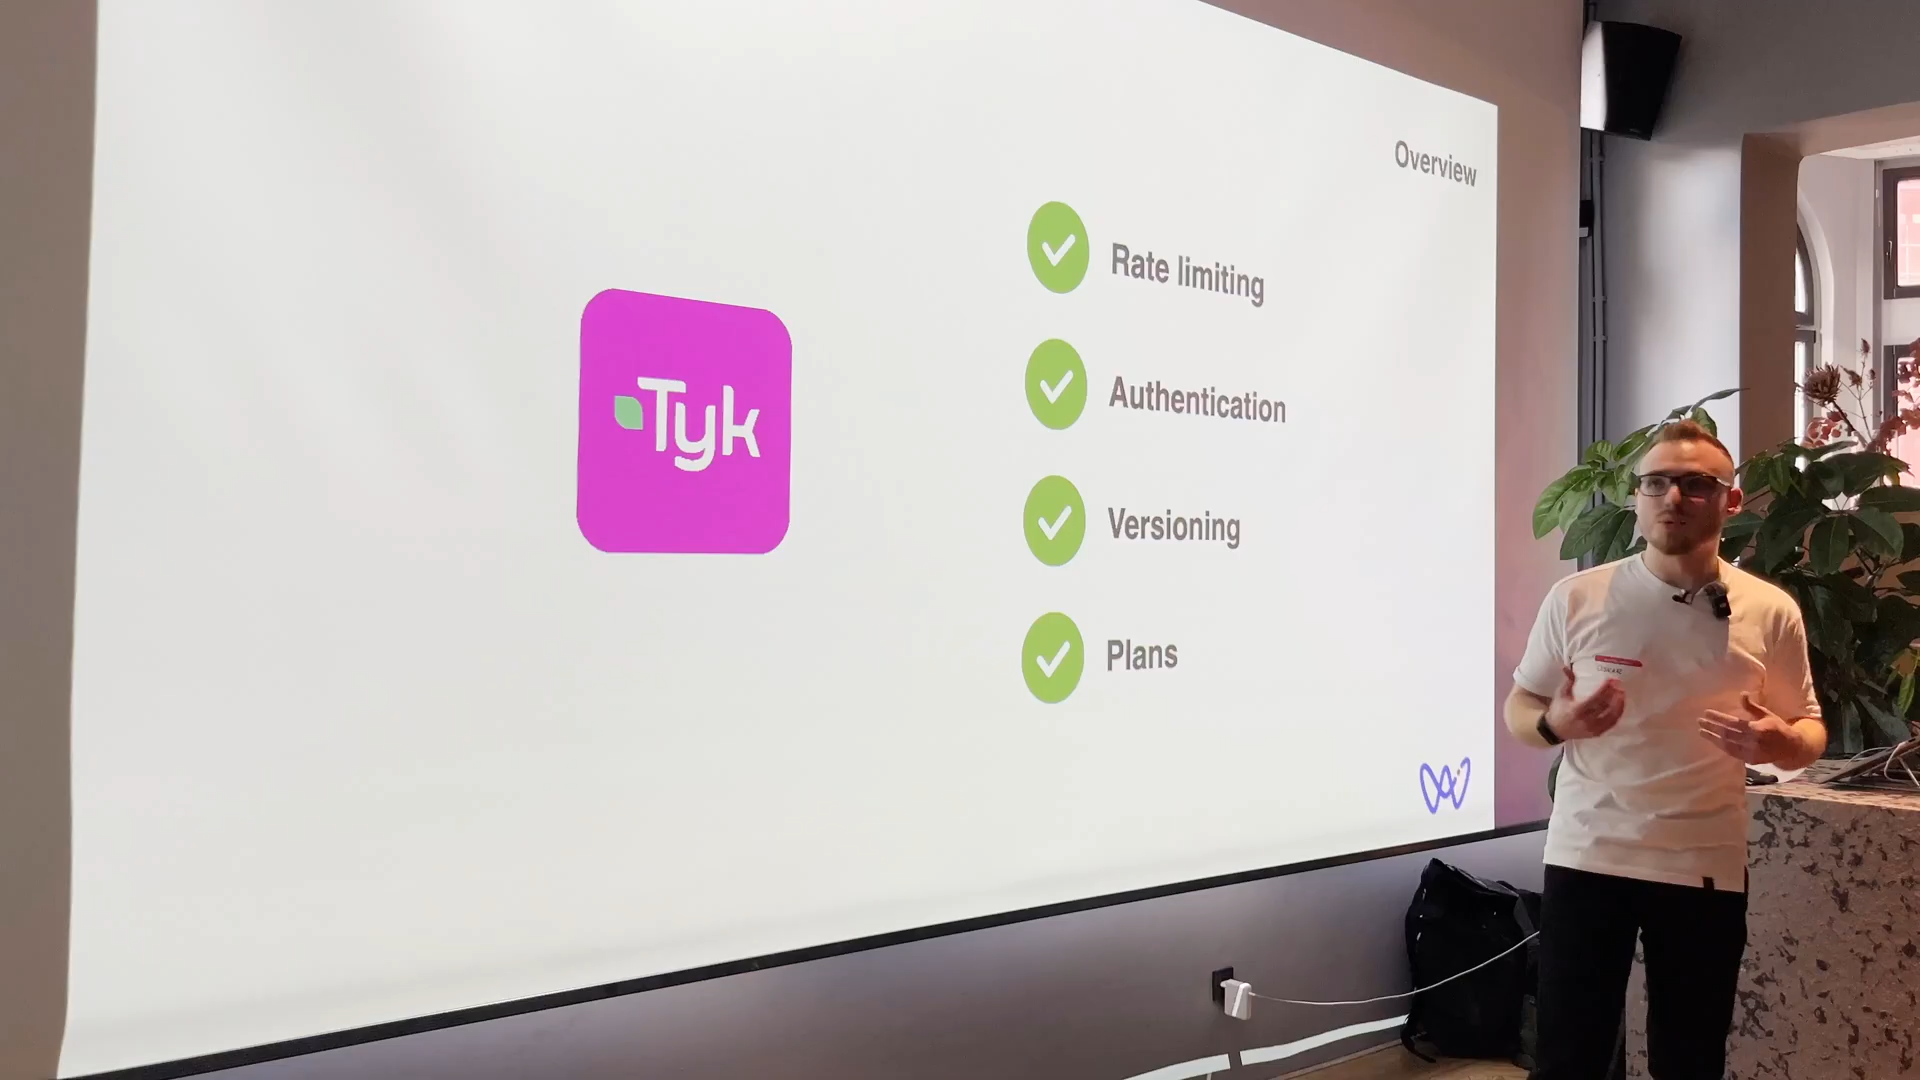 Overview
Tyk
Rate limiting
Authentication
Versioning
Plans